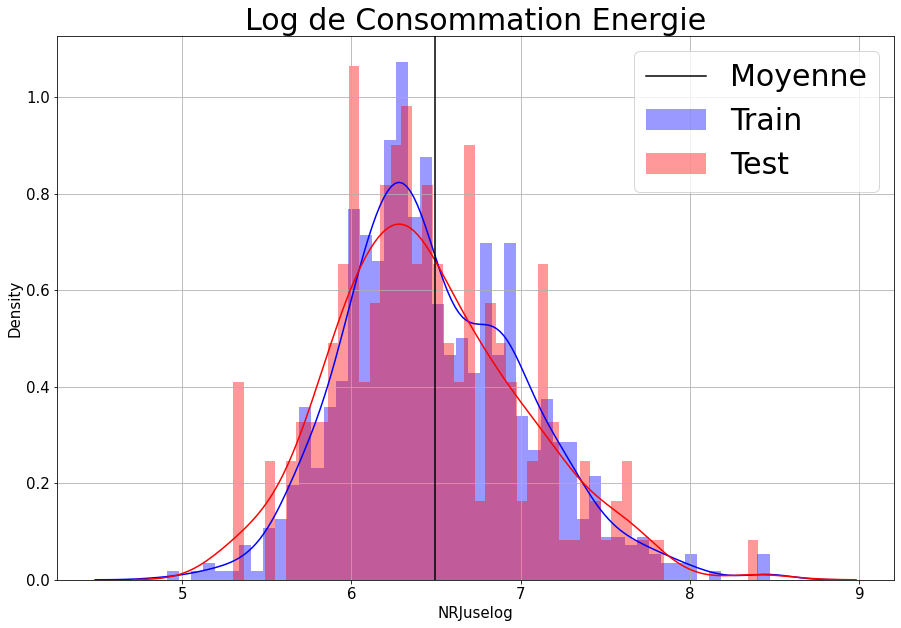 Log de Consommation Energie
Moyenne
Train
Test
Density
1.0
0.8
0.6
0.4
0.2
0.0
5 6 7 8 9
NRJuselog